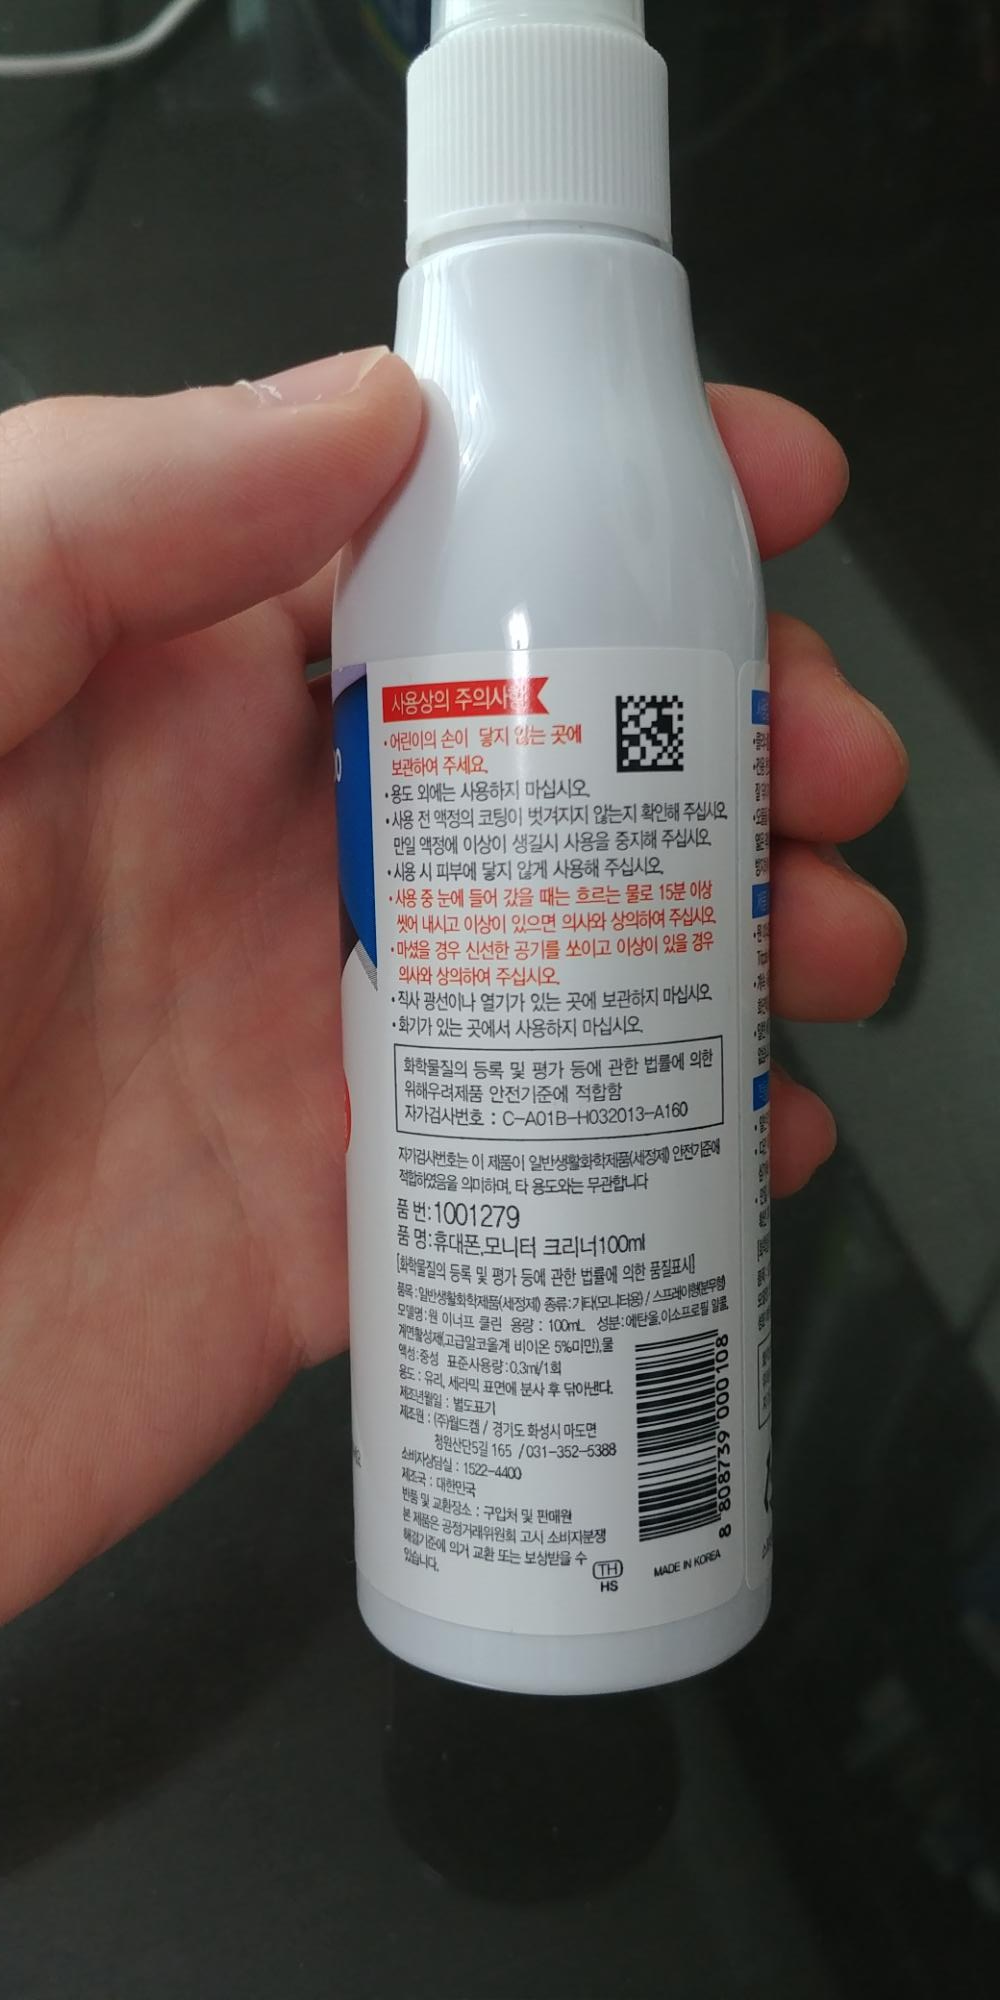 사용상의 주의사항
•어린이의 손이 닿지 않는 곳에
보관하여 주세요.
•용도 외에는 사용하지 마십시오.
•사용 전 액정의 코팅이 벗겨지지 않는지 확인해 주십시오.
만일 액정에 이상이 생길시 사용을 중지해 주십시오.
•시용 시 피부에 닿지 않게 사용해 주십시오.
•사용 중 눈에 들어 갔을 때는 흐르는 물로 15분 이상
씻어 내시고 이상이 있으면 의사와 상의하여 주십시오.
•마셨을 경우 신선한 공기를 쏘이고 이상이 있을 경우
의사와 상의하여 주십시오.
•직사 광선이나 열기가 있는 곳에 보관하지 마십시오.
•화기가 있는 곳에서 사용하지 마십시오.
화학물질의 등록 및 평가 등에 관한 법률에 의한
위해우려제품 안전기준에 적합함
자가검사번호 : C-A01B-H032013-A160
자가검사번호는 이 제품이 일반생활화학제품(세정제) 안전기준에
적합하였음을 의미하며, 타 용도와는 무관합니다
품 번:1001279
품 명:휴대폰,모니터 크리너100ml
[화학물질의 등록 및 평가 등에 관한 법률에 의한 품질표시]
품목:일반생활화학제품(세정제) 종류:기타(모니터용) / 스프레이형(분무형)
모델명:원 이너프 클린 용량 : 100mL 성분:에탄올,이소프로필 알콜,
계면활성제(고급알코올계 비이온 5%미만),물
액성:중성 표준사용량:0.3ml/1회
용도 : 유리, 세라믹 표면에 분사 후 닦아낸다.
제조년월일 : 별도표기
제조원 : (주)월드켐 / 경기도 화성시 마도면
청원산단5길 165 / 031-352-5388
소비자상담실 : 1522-4400
제조국 : 대한민국
반품 및 교환장소 : 구입처 및 판매원
본 제품은 공정거래위원회 고시 소비자분쟁
해결기준에 의거 교환 또는 보상받을 수
있습니다.
TH
HS
8 808739 000108
MADE IN KOREA